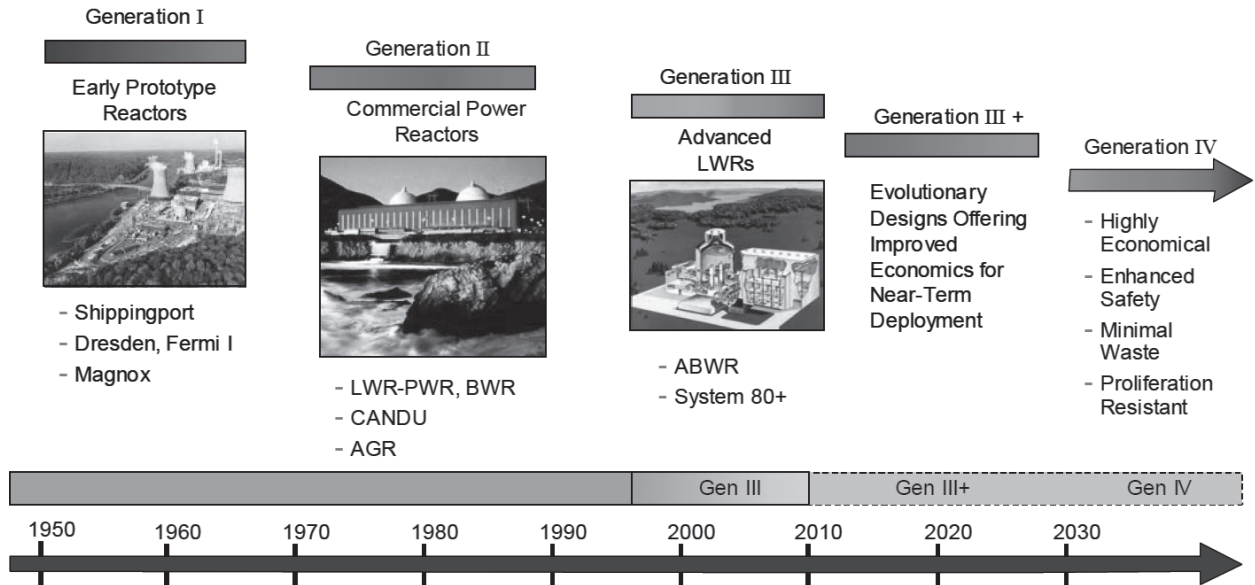 Generation I
Early Prototype
Reactors
- Shippingport
- Dresden, Fermi I
- Magnox
Generation II
Commercial Power
Reactors
- LWR-PWR, BWR
- CANDU
- AGR
Generation III
Advanced
LWRs
- ABWR
- System 80+
Generation III +
Evolutionary
Designs Offering
Improved
Economics for
Near-Term
Deployment
Generation IV
- Highly
Economical
- Enhanced
Safety
- Minimal
Waste
- Proliferation
Resistant
Gen III
Gen III+
Gen IV
1950
1960
1970
1980
1990
2000
2010
2020
2030